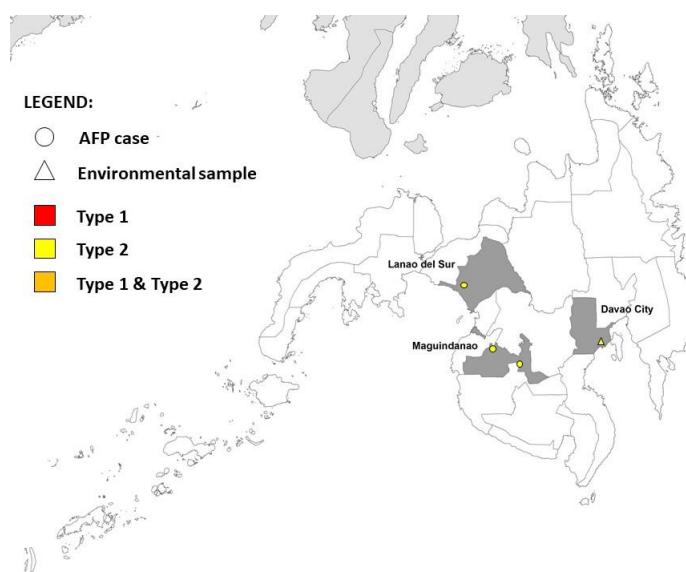 LEGEND:
AFP case
Environmental sample
Type 1
Type 2
Type 1 & Type 2
Lanao del Sur
Davao City
Maguindanao